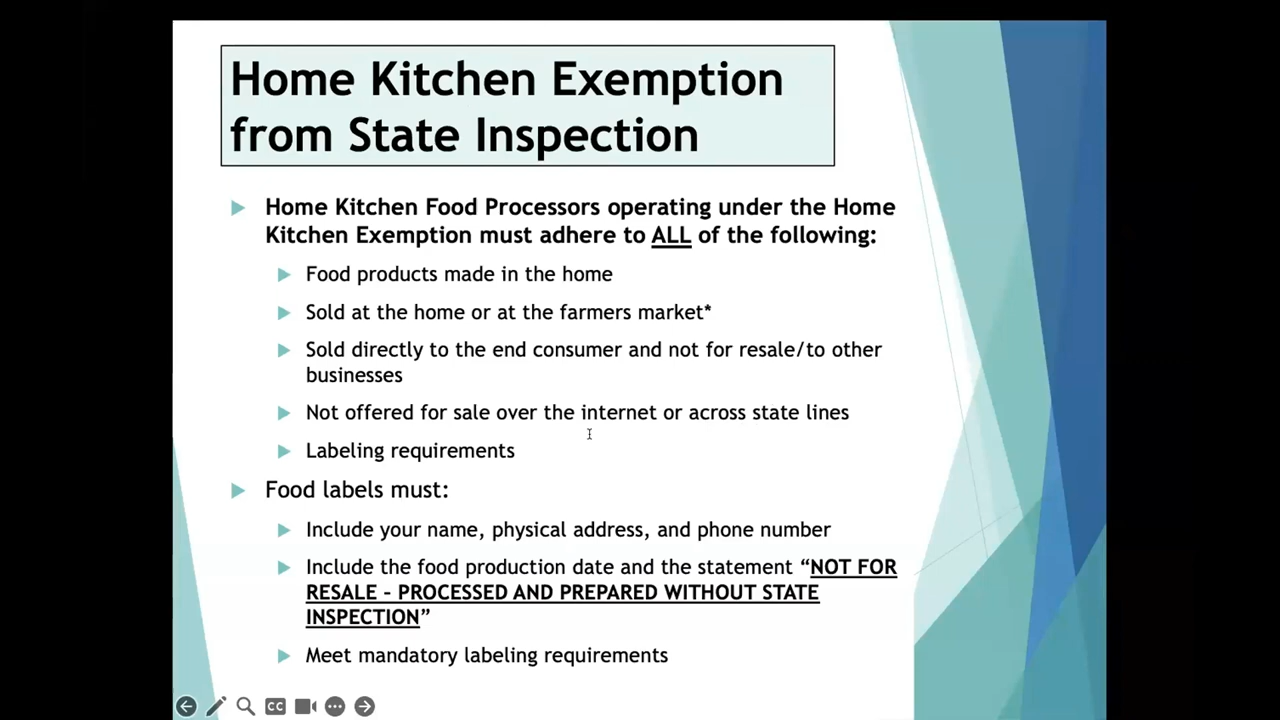 Home Kitchen Exemption
from State Inspection
Home Kitchen Food Processors operating under the Home
Kitchen Exemption must adhere to ALL of the following:
Food products made in the home
Sold at the home or at the farmers market*
Sold directly to the end consumer and not for resale/to other
businesses
Not offered for sale over the internet or across state lines
Labeling requirements
Food labels must:
Include your name, physical address, and phone number
Include the food production date and the statement “NOT FOR
RESALE – PROCESSED AND PREPARED WITHOUT STATE
INSPECTION”
Meet mandatory labeling requirements
CC